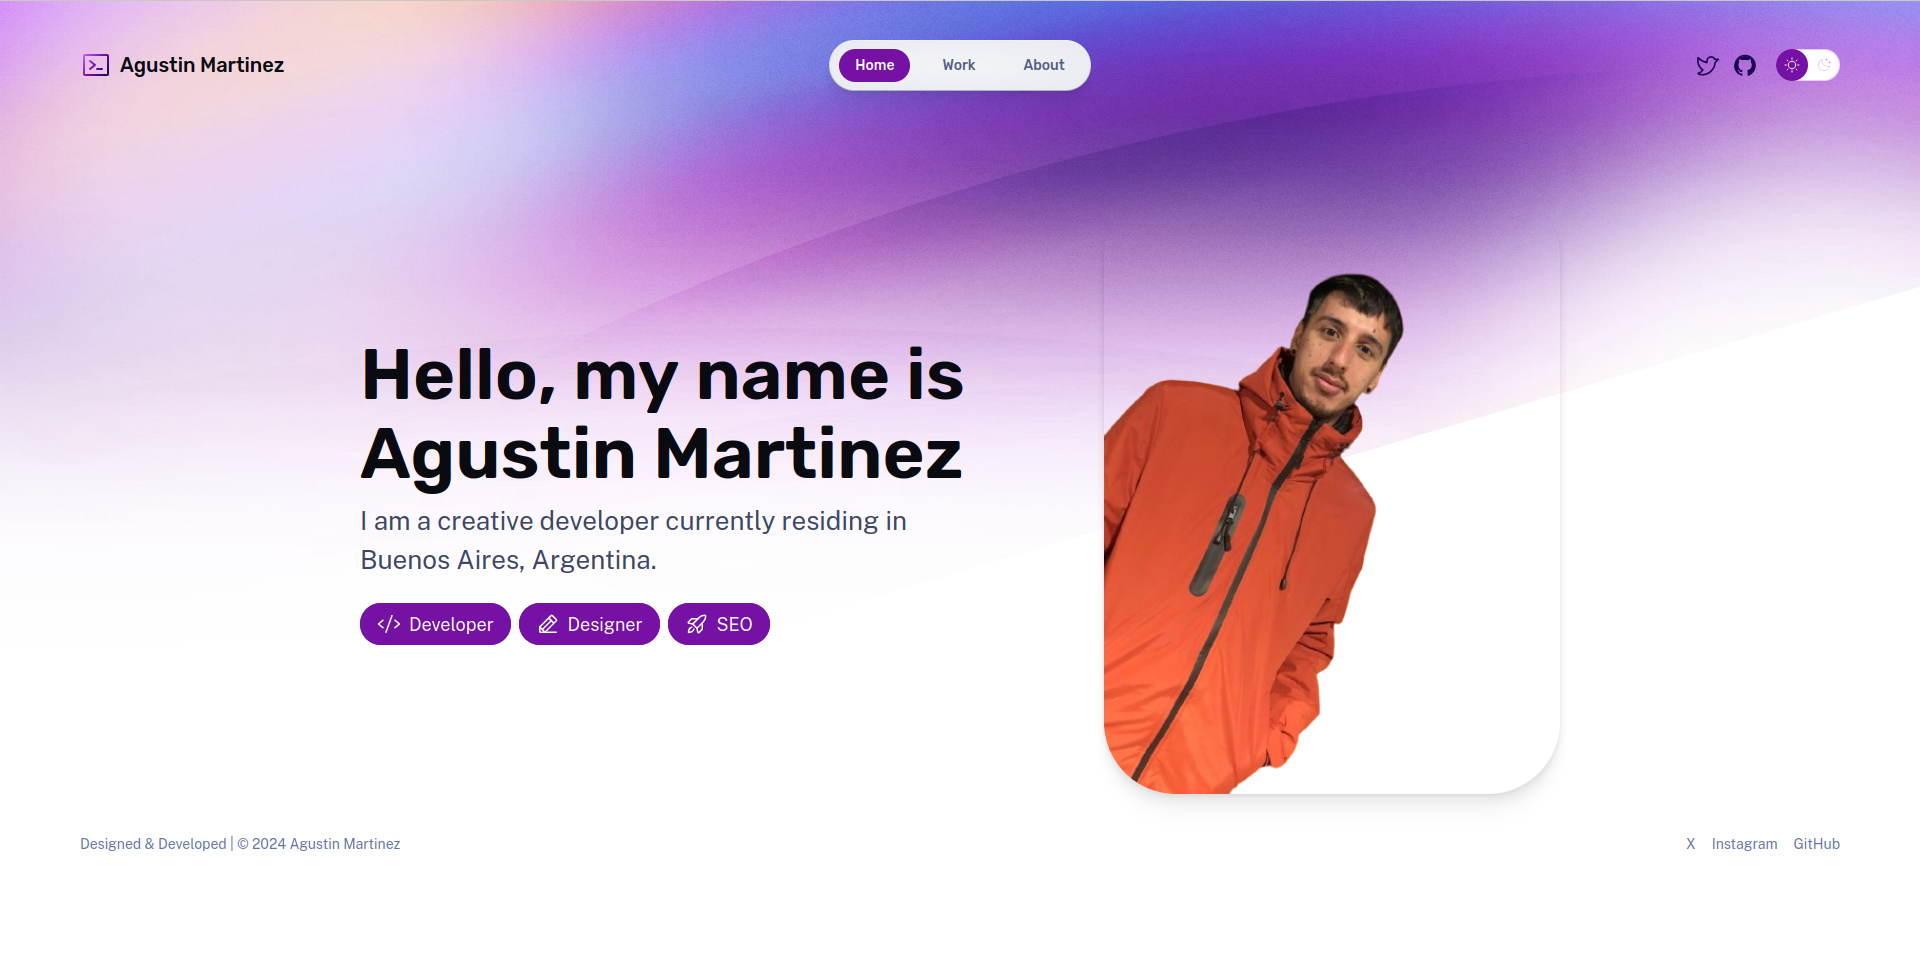 Agustin Martinez
Home
Work
About
Hello, my name is
Agustin Martinez
I am a creative developer currently residing in
Buenos Aires, Argentina.
Developer
Designer
SEO
Designed & Developed | © 2024 Agustin Martinez
X
Instagram
GitHub